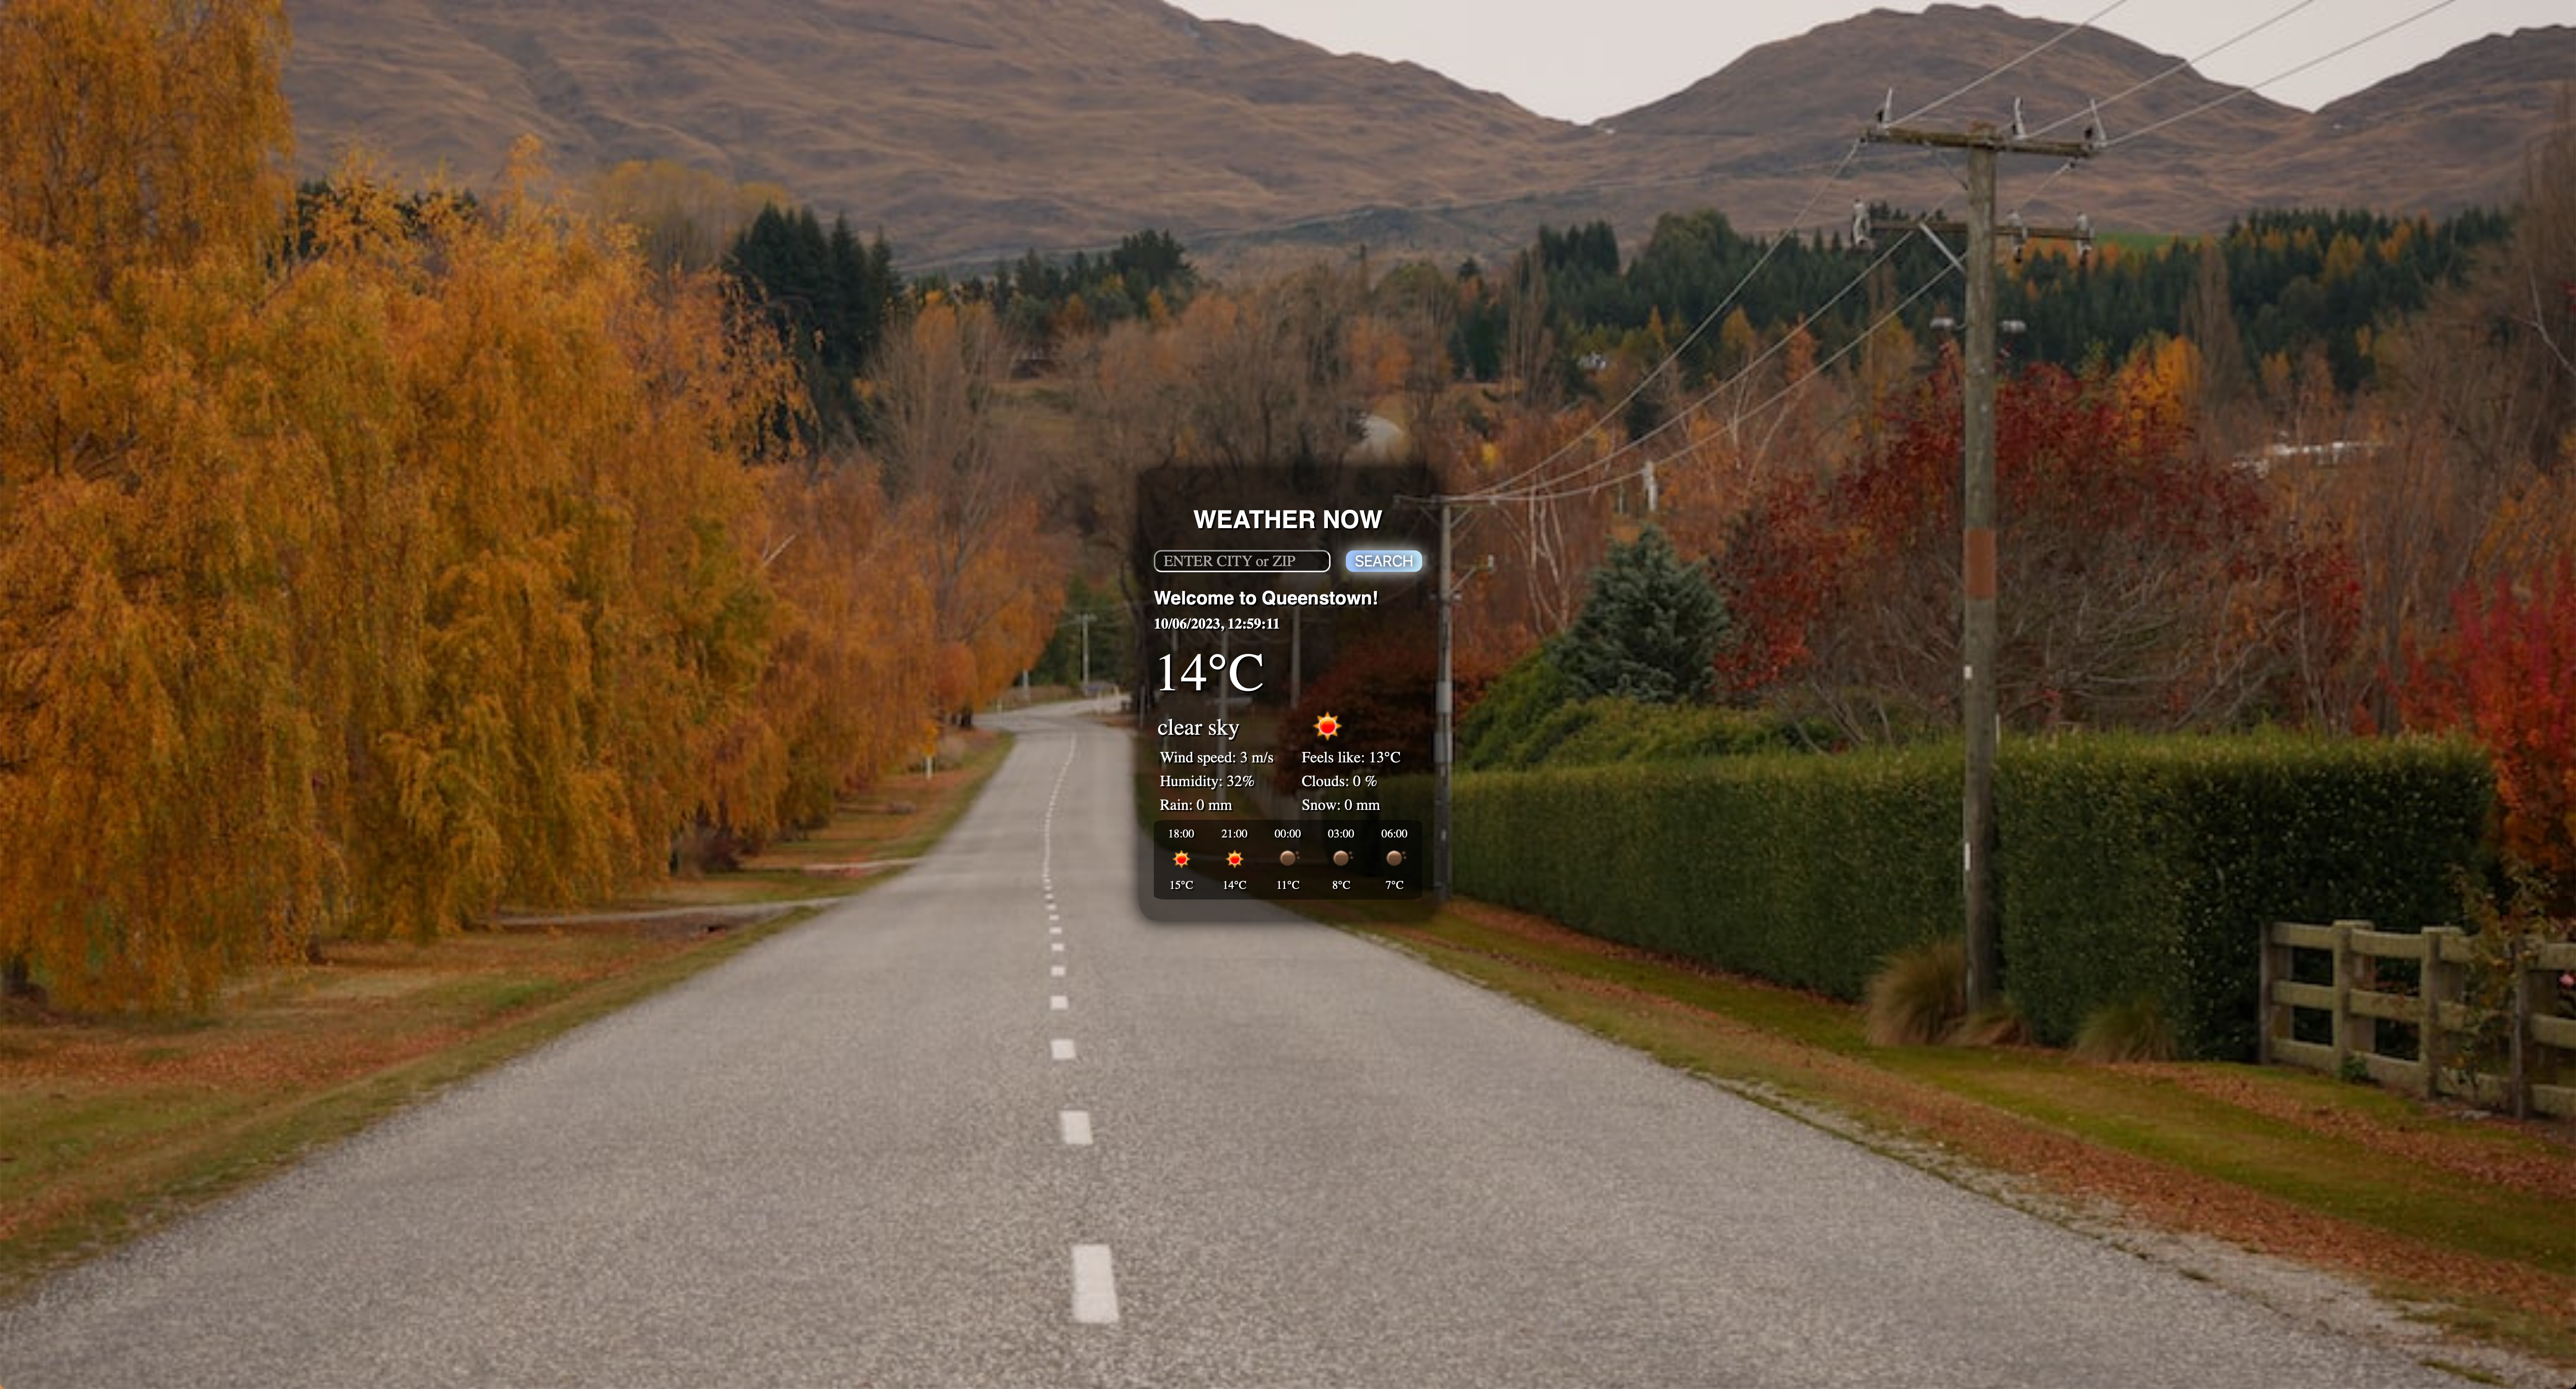 WEATHER NOW
ENTER CITY or ZIP SEARCH
Welcome to Queenstown!
10/06/2023, 12:59:11
14°C
clear sky
Wind speed: 3 m/s Feels like: 13°C
Humidity: 32% Clouds: 0 %
Rain: 0 mm Snow: 0 mm
18:00 21:00 00:00 03:00 06:00
15°C 14°C 11°C 8°C 7°C